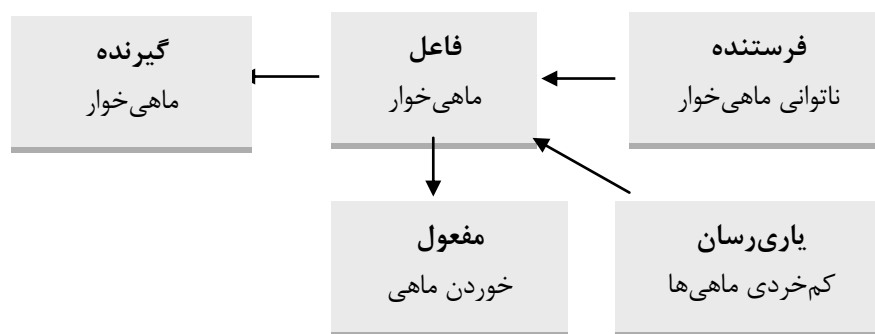 فرستنده
ناتوانی ماهی‌خوار
فاعل
ماهی‌خوار
گیرنده
ماهی‌خوار
یاری‌رسان
کم‌خردی ماهی‌ها
مفعول
خوردن ماهی